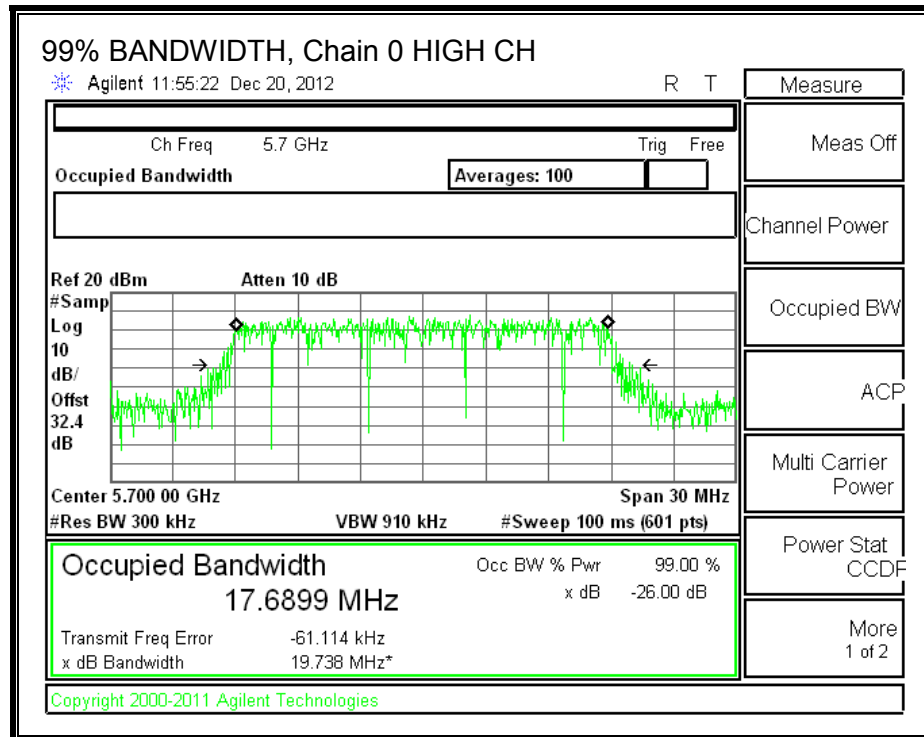 99% BANDWIDTH, Chain 0 HIGH CH
Agilent 11:55:22 Dec 20, 2012 R T
Measure
Ch Freq 5.7 GHz Trig Free
Occupied Bandwidth Averages: 100
Ref 20 dBm Atten 10 dB
#Samp
Log
10
dB/
Offst
32.4
dB
Center 5.700 00 GHz Span 30 MHz
#Res BW 300 kHz VBW 910 kHz #Sweep 100 ms (601 pts)
Occupied Bandwidth Occ BW % Pwr 99.00 %
17.6899 MHz x dB -26.00 dB
Transmit Freq Error -61.114 kHz
x dB Bandwidth 19.738 MHz*
Copyright 2000-2011 Agilent Technologies
Meas Off
Channel Power
Occupied BW
ACP
Multi Carrier
Power
Power Stat
CCDF
More
1 of 2